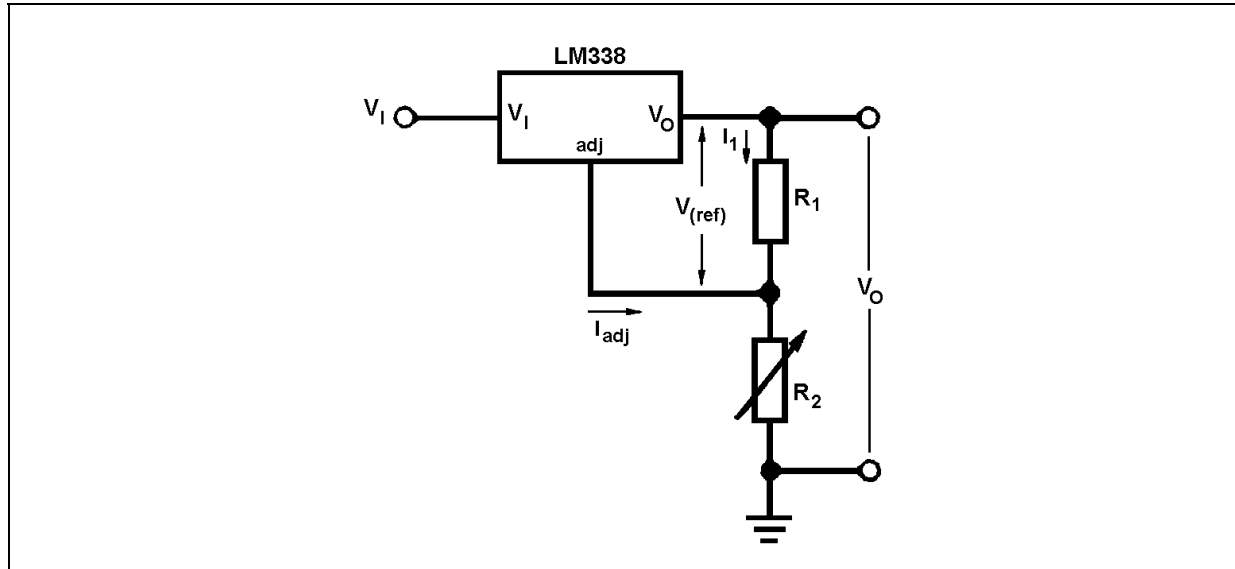 LM338
V_I
V_I
V_O
adj
I_1
R_1
V_(ref)
V_O
I_adj
R_2